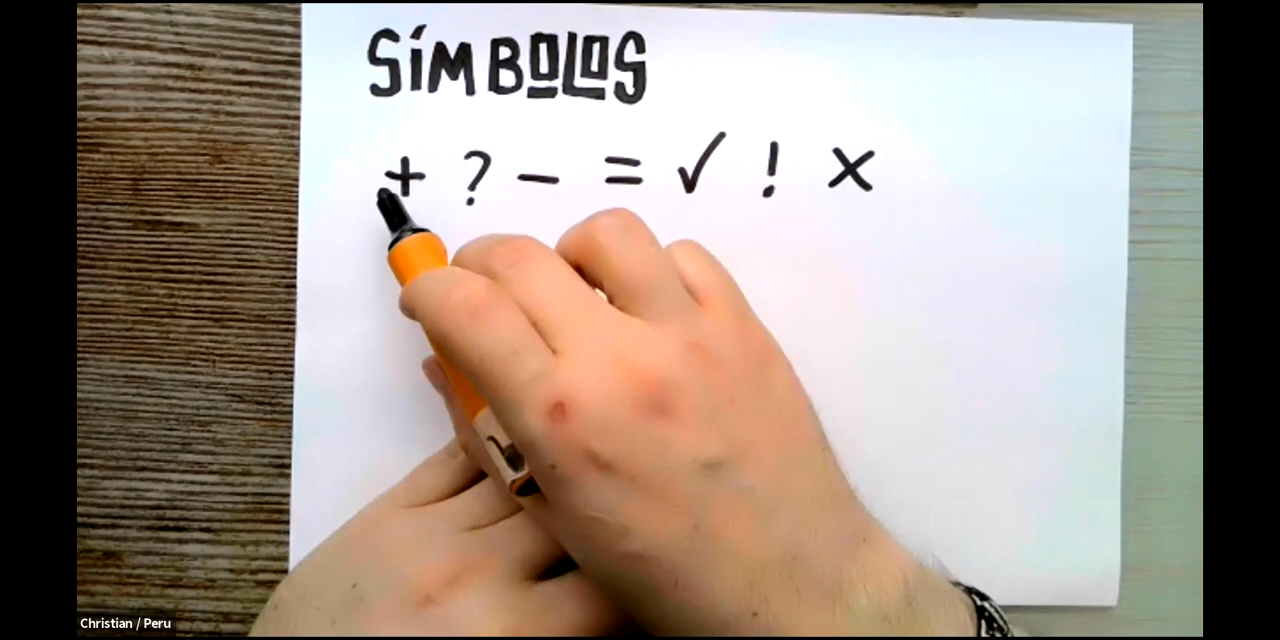 SÍMBOLOS
+ ? - = ✓ ! x
Christian / Peru